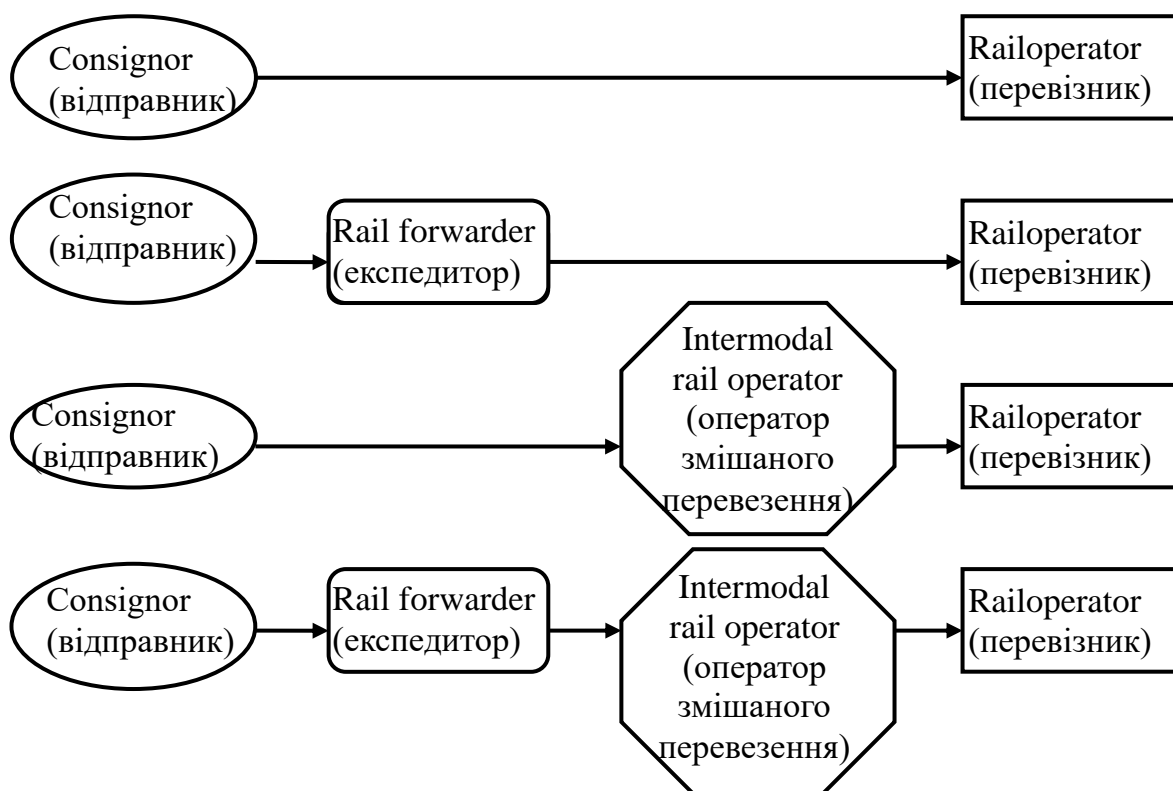 Consignor
(відправник)
Railoperator
(перевізник)
Consignor
(відправник)
Rail forwarder
(експедитор)
Railoperator
(перевізник)
Consignor
(відправник)
Intermodal
rail operator
(оператор
змішаного
перевезення)
Railoperator
(перевізник)
Consignor
(відправник)
Rail forwarder
(експедитор)
Intermodal
rail operator
(оператор
змішаного
перевезення)
Railoperator
(перевізник)